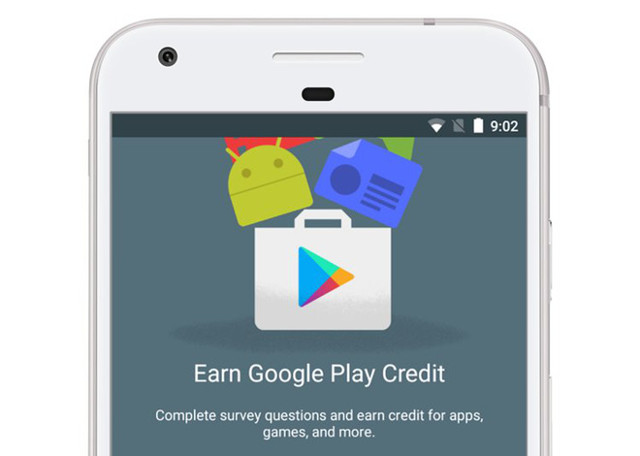 9:02
Earn Google Play Credit
Complete survey questions and earn credit for apps,
games, and more.